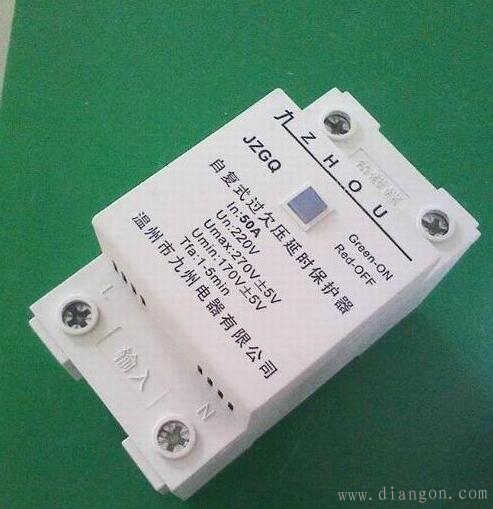 九 ZHOU
JZGQ
Green-ON
Red-OFF
自复式过欠压延时保护器
In:50A
Un:220V
Umax:270V±5V
Umin:170V±5V
Tfa:1-5min
温州市九州电器有限公司
L
输入
N
www.diangon.com